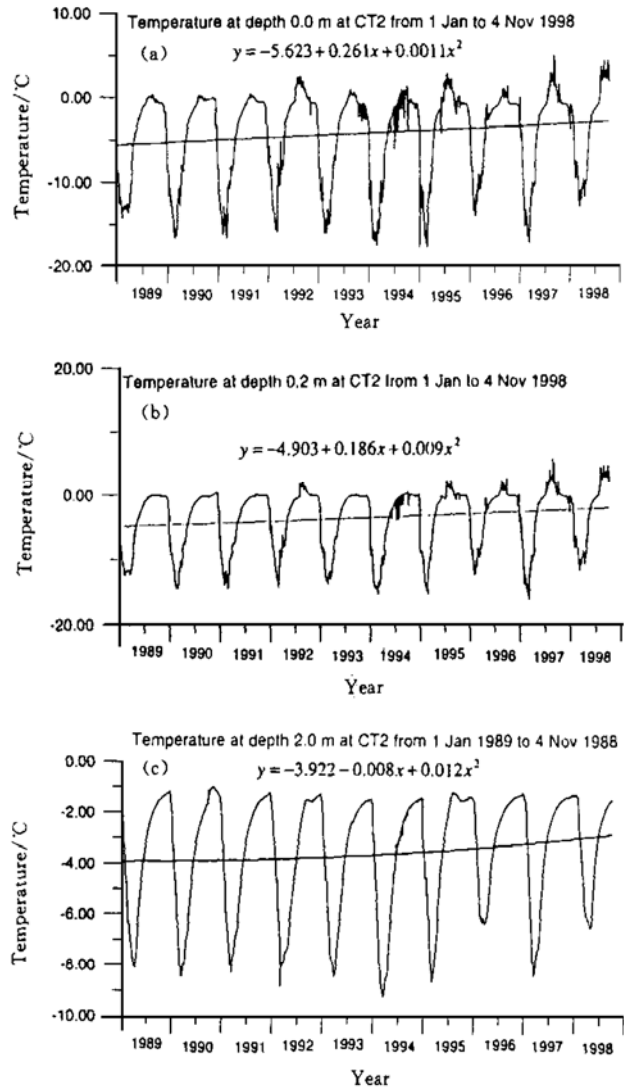 Temperature at depth 0.0 m at CT2 from 1 Jan to 4 Nov 1998
(a)
y = −5.623 + 0.261x + 0.0011x²
Temperature/℃
10.00
0.00
-10.00
-20.00
1989 1990 1991 1992 1993 1994 1995 1996 1997 1998
Year
Temperature at depth 0.2 m at CT2 from 1 Jan to 4 Nov 1998
(b)
y = −4.903 + 0.186x + 0.009x²
Temperature/℃
20.00
0.00
-20.00
1989 1990 1991 1992 1993 1994 1995 1996 1997 1998
Year
Temperature at depth 2.0 m at CT2 from 1 Jan 1989 to 4 Nov 1988
(c)
y = −3.922 − 0.008x + 0.012x²
Temperature/℃
0.00
-2.00
-4.00
-6.00
-8.00
-10.00
1989 1990 1991 1992 1993 1994 1995 1996 1997 1998
Year